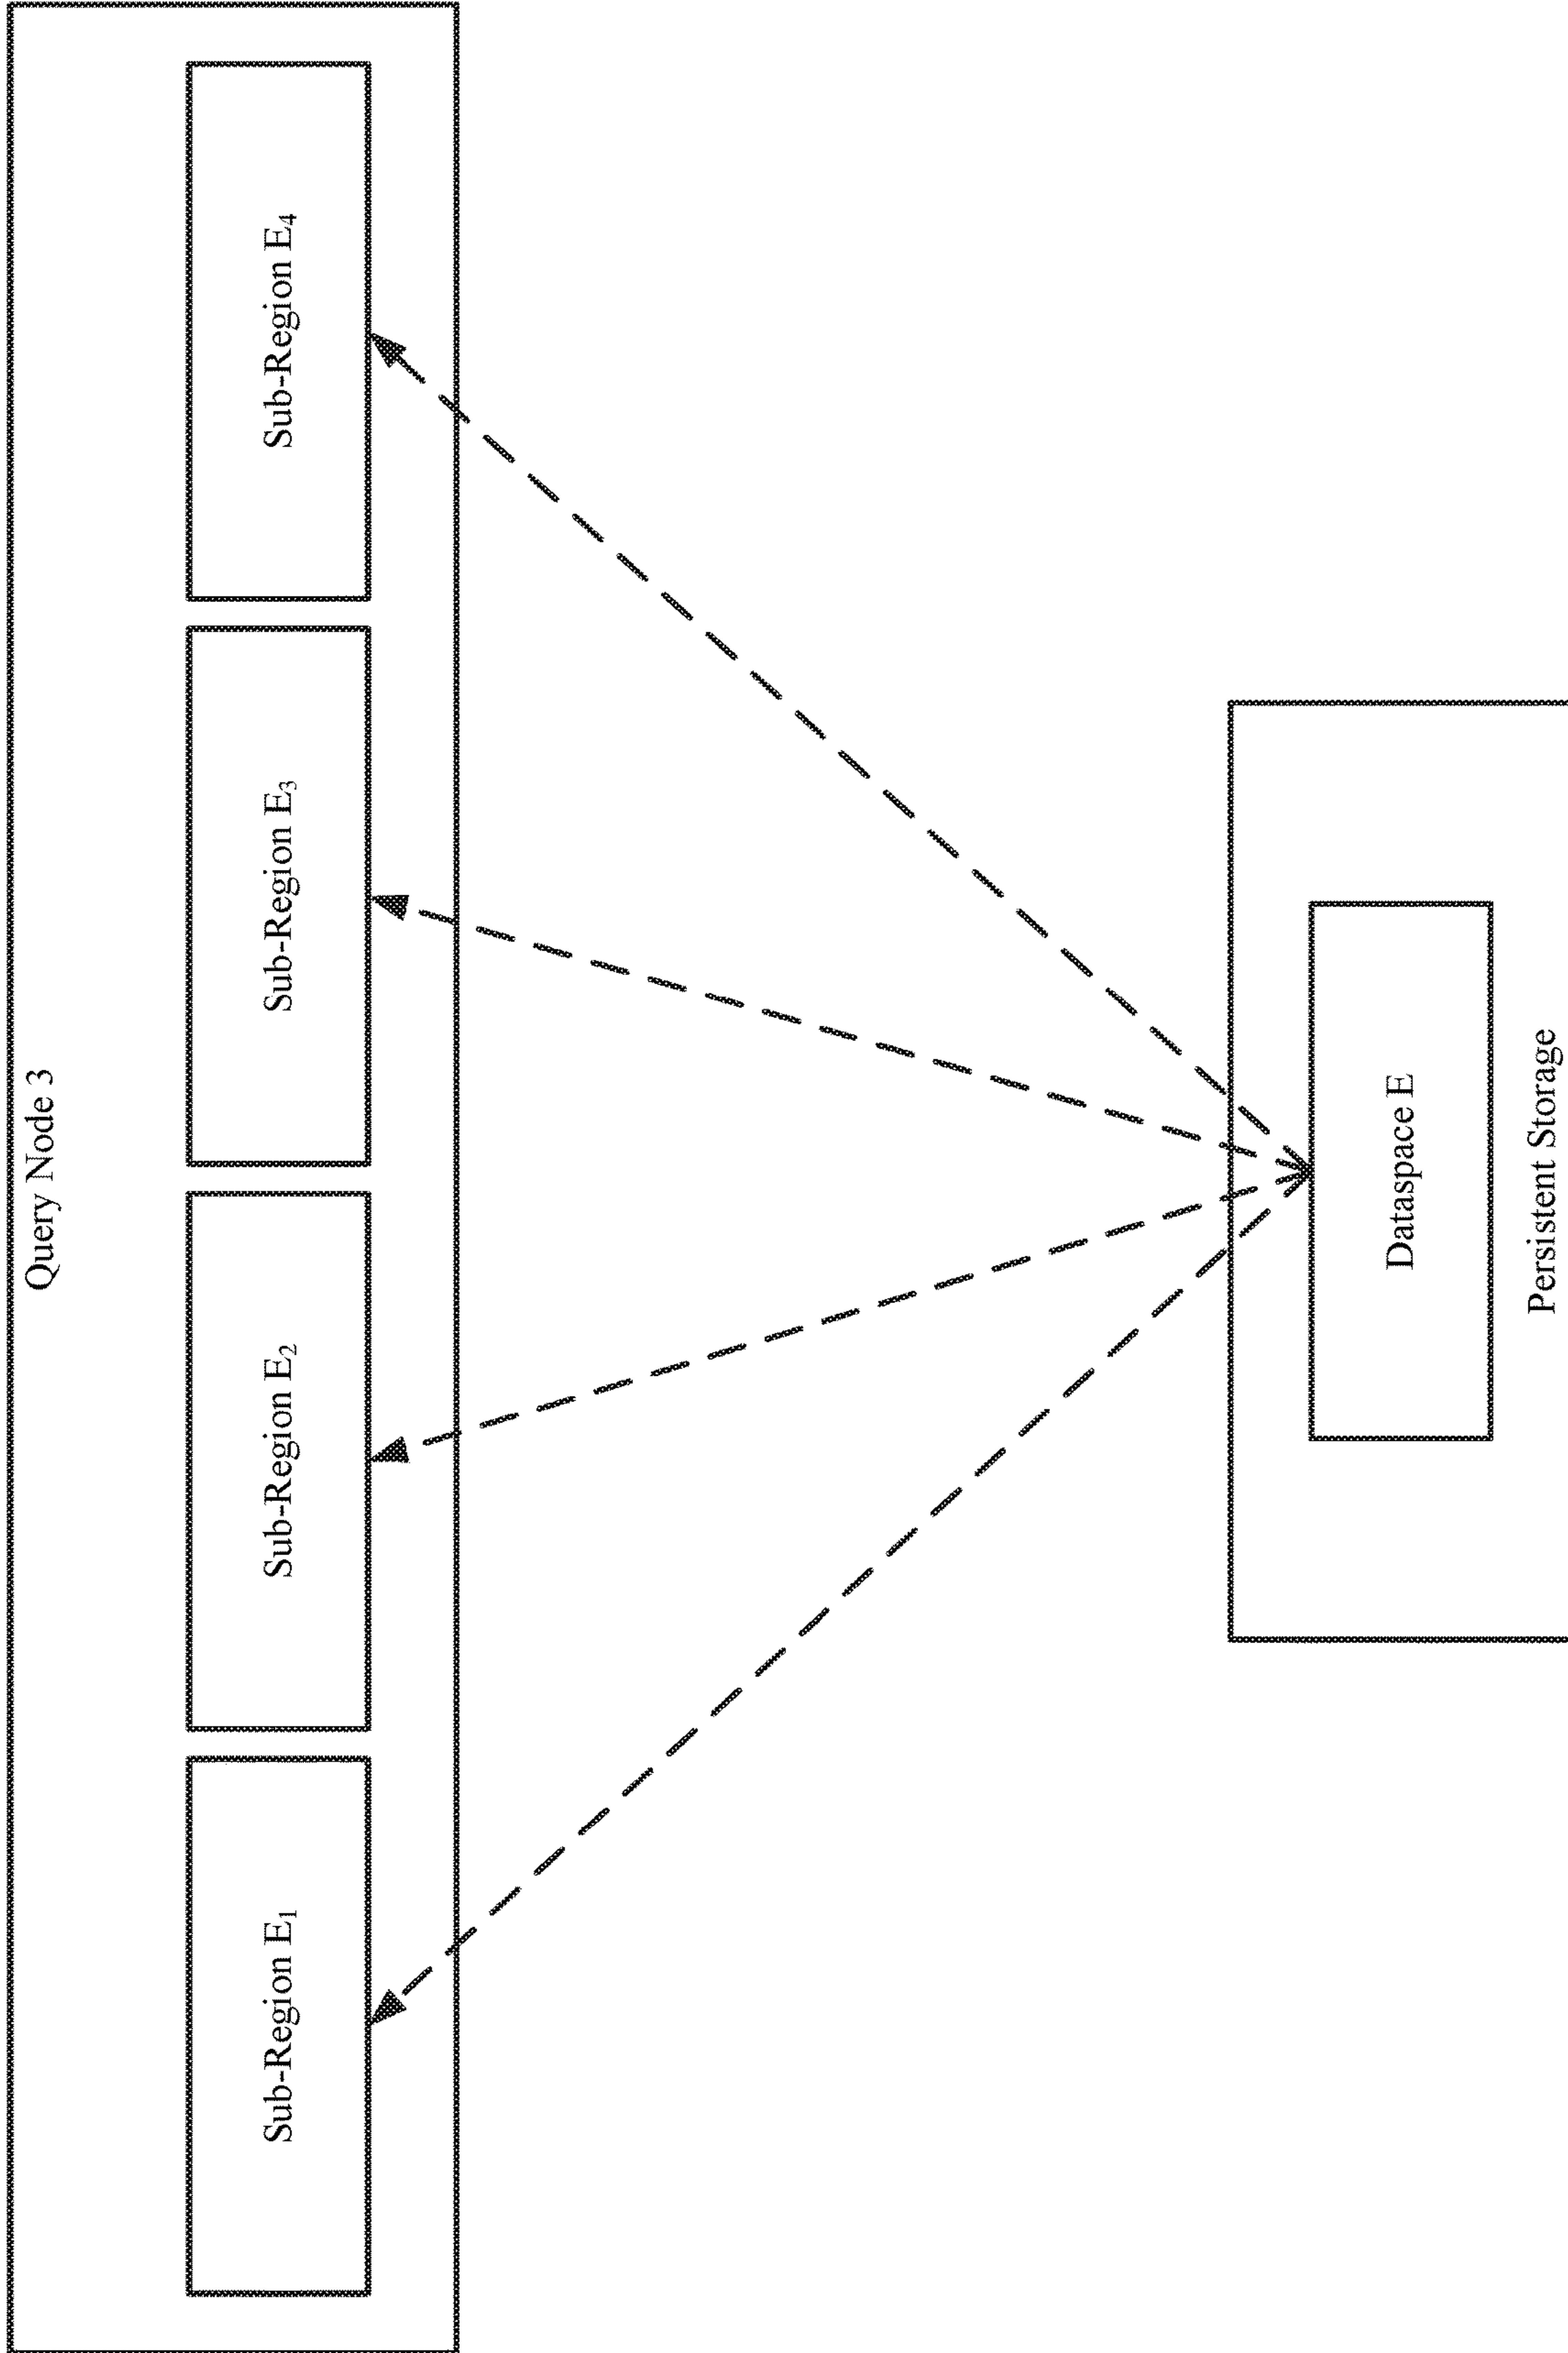 Query Node 3
Sub-Region E₁
Sub-Region E₂
Sub-Region E₃
Sub-Region E₄
Dataspace E
Persistent Storage